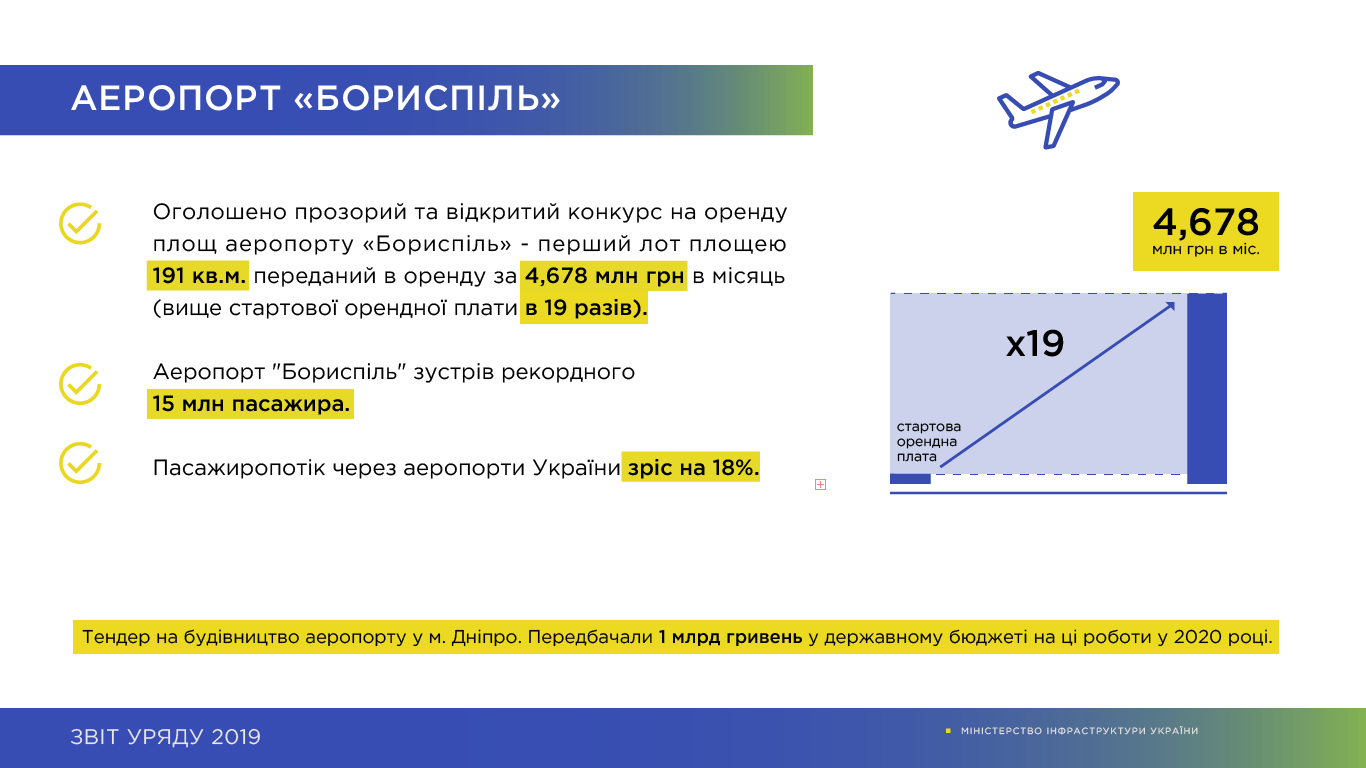 АЕРОПОРТ «БОРИСПІЛЬ»
Оголошено прозорий та відкритий конкурс на оренду
площ аеропорту «Бориспіль» - перший лот площею
191 кв.м. переданий в оренду за 4,678 млн грн в місяць
(вище стартової орендної плати в 19 разів).
Аеропорт "Бориспіль" зустрів рекордного
15 млн пасажира.
Пасажиропотік через аеропорти України зріс на 18%.
4,678
млн грн в міс.
x19
стартова
орендна
плата
Тендер на будівництво аеропорту у м. Дніпро. Передбачали 1 млрд гривень у державному бюджеті на ці роботи у 2020 році.
ЗВІТ УРЯДУ 2019
МІНІСТЕРСТВО ІНФРАСТРУКТУРИ УКРАЇНИ